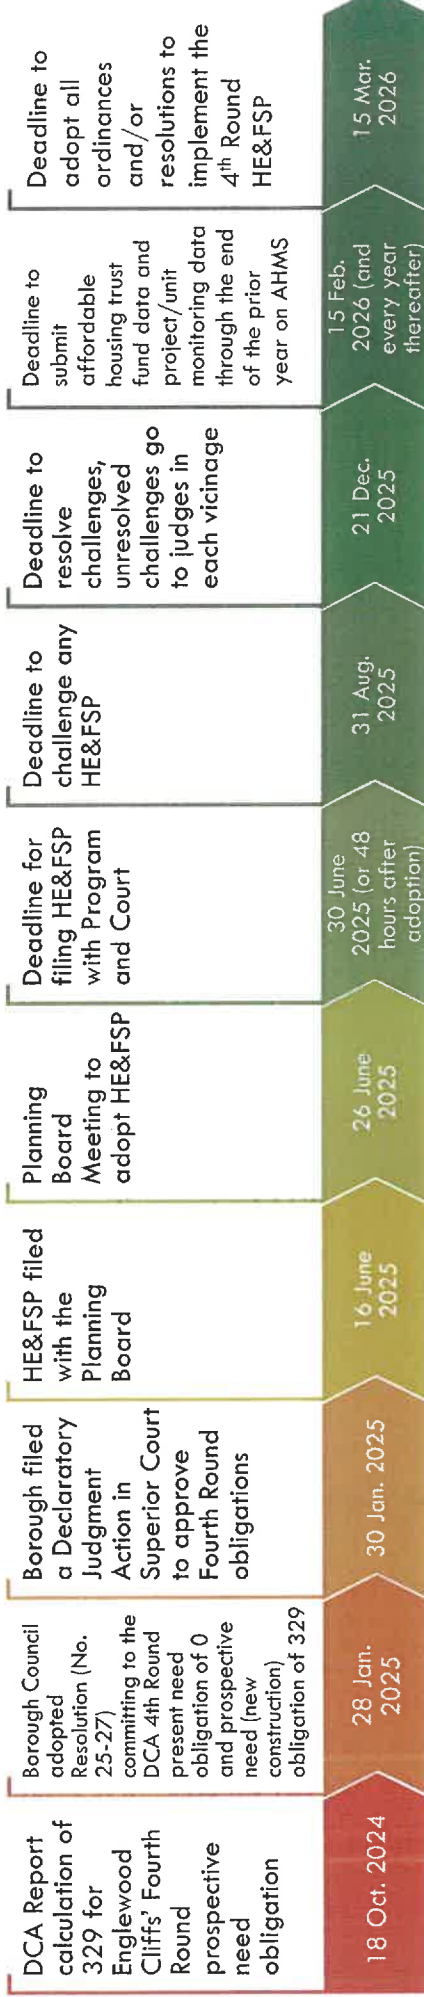 DCA Report
calculation of
329 for
Englewood
Cliffs' Fourth
Round
prospective
need
obligation
18 Oct. 2024
Borough Council
adopted
Resolution (No.
25-27)
committing to the
DCA 4th Round
present need
obligation of 0
and prospective
need (new
construction)
obligation of 329
28 Jan.
2025
Borough filed
a Declaratory
Judgment
Action in
Superior Court
to approve
Fourth Round
obligations
30 Jan. 2025
HE&FSP filed
with the
Planning
Board
16 June
2025
Planning
Board
Meeting to
adopt HE&FSP
26 June
2025
Deadline for
filing HE&FSP
with Program
and Court
30 June
2025 (or 48
hours after
adoption)
Deadline to
challenge any
HE&FSP
31 Aug.
2025
Deadline to
resolve
challenges,
unresolved
challenges go
to judges in
each vicinage
21 Dec.
2025
Deadline to
submit
affordable
housing trust
fund data and
project/unit
monitoring data
through the end
of the prior
year on AHMS
15 Feb.
2026 (and
every year
thereafter)
Deadline to
adopt all
ordinances
and/or
resolutions to
implement the
4th Round
HE&FSP
15 Mar.
2026